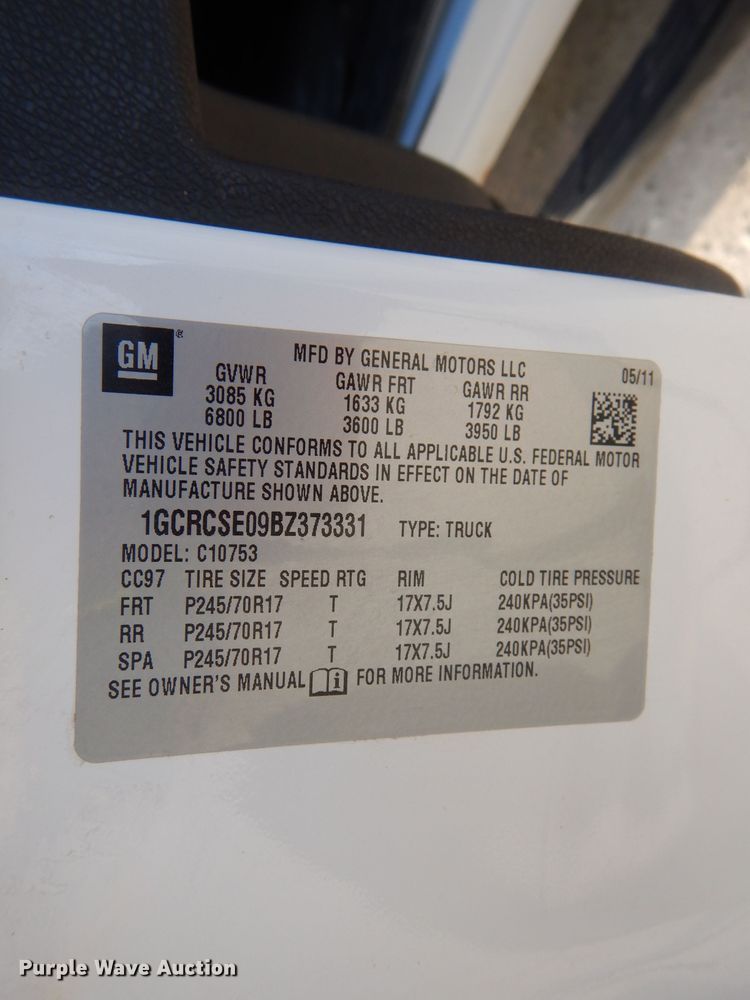 GM ®
MFD BY GENERAL MOTORS LLC 05/11
GVWR GAWR FRT GAWR RR
3085 KG 1633 KG 1792 KG
6800 LB 3600 LB 3950 LB
THIS VEHICLE CONFORMS TO ALL APPLICABLE U.S. FEDERAL MOTOR
VEHICLE SAFETY STANDARDS IN EFFECT ON THE DATE OF
MANUFACTURE SHOWN ABOVE.
1GCRCSE09BZ373331 TYPE: TRUCK
MODEL: C10753
CC97 TIRE SIZE SPEED RTG RIM COLD TIRE PRESSURE
FRT P245/70R17 T 17X7.5J 240KPA(35PSI)
RR P245/70R17 T 17X7.5J 240KPA(35PSI)
SPA P245/70R17 T 17X7.5J 240KPA(35PSI)
SEE OWNER'S MANUAL i FOR MORE INFORMATION.
Purple Wave Auction